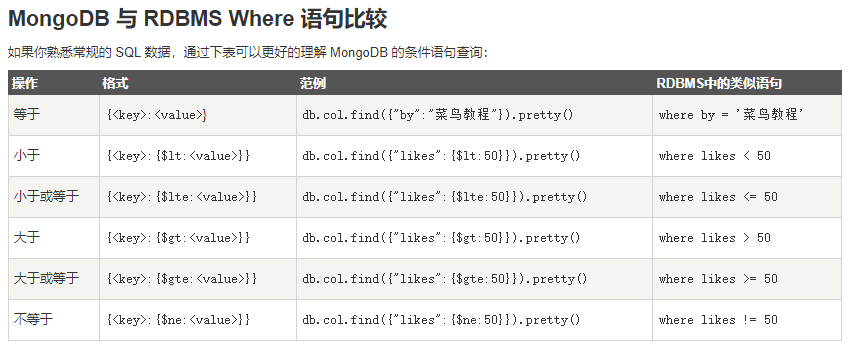 MongoDB 与 RDBMS Where 语句比较
如果你熟悉常规的 SQL 数据，通过下表可以更好的理解 MongoDB 的条件语句查询：
操作 格式 范例 RDBMS中的类似语句
等于 {<key>:<value>} db.col.find({"by":"菜鸟教程"}).pretty() where by = '菜鸟教程'
小于 {<key>:{$lt:<value>}} db.col.find({"likes":{$lt:50}}).pretty() where likes < 50
小于或等于 {<key>:{$lte:<value>}} db.col.find({"likes":{$lte:50}}).pretty() where likes <= 50
大于 {<key>:{$gt:<value>}} db.col.find({"likes":{$gt:50}}).pretty() where likes > 50
大于或等于 {<key>:{$gte:<value>}} db.col.find({"likes":{$gte:50}}).pretty() where likes >= 50
不等于 {<key>:{$ne:<value>}} db.col.find({"likes":{$ne:50}}).pretty() where likes != 50